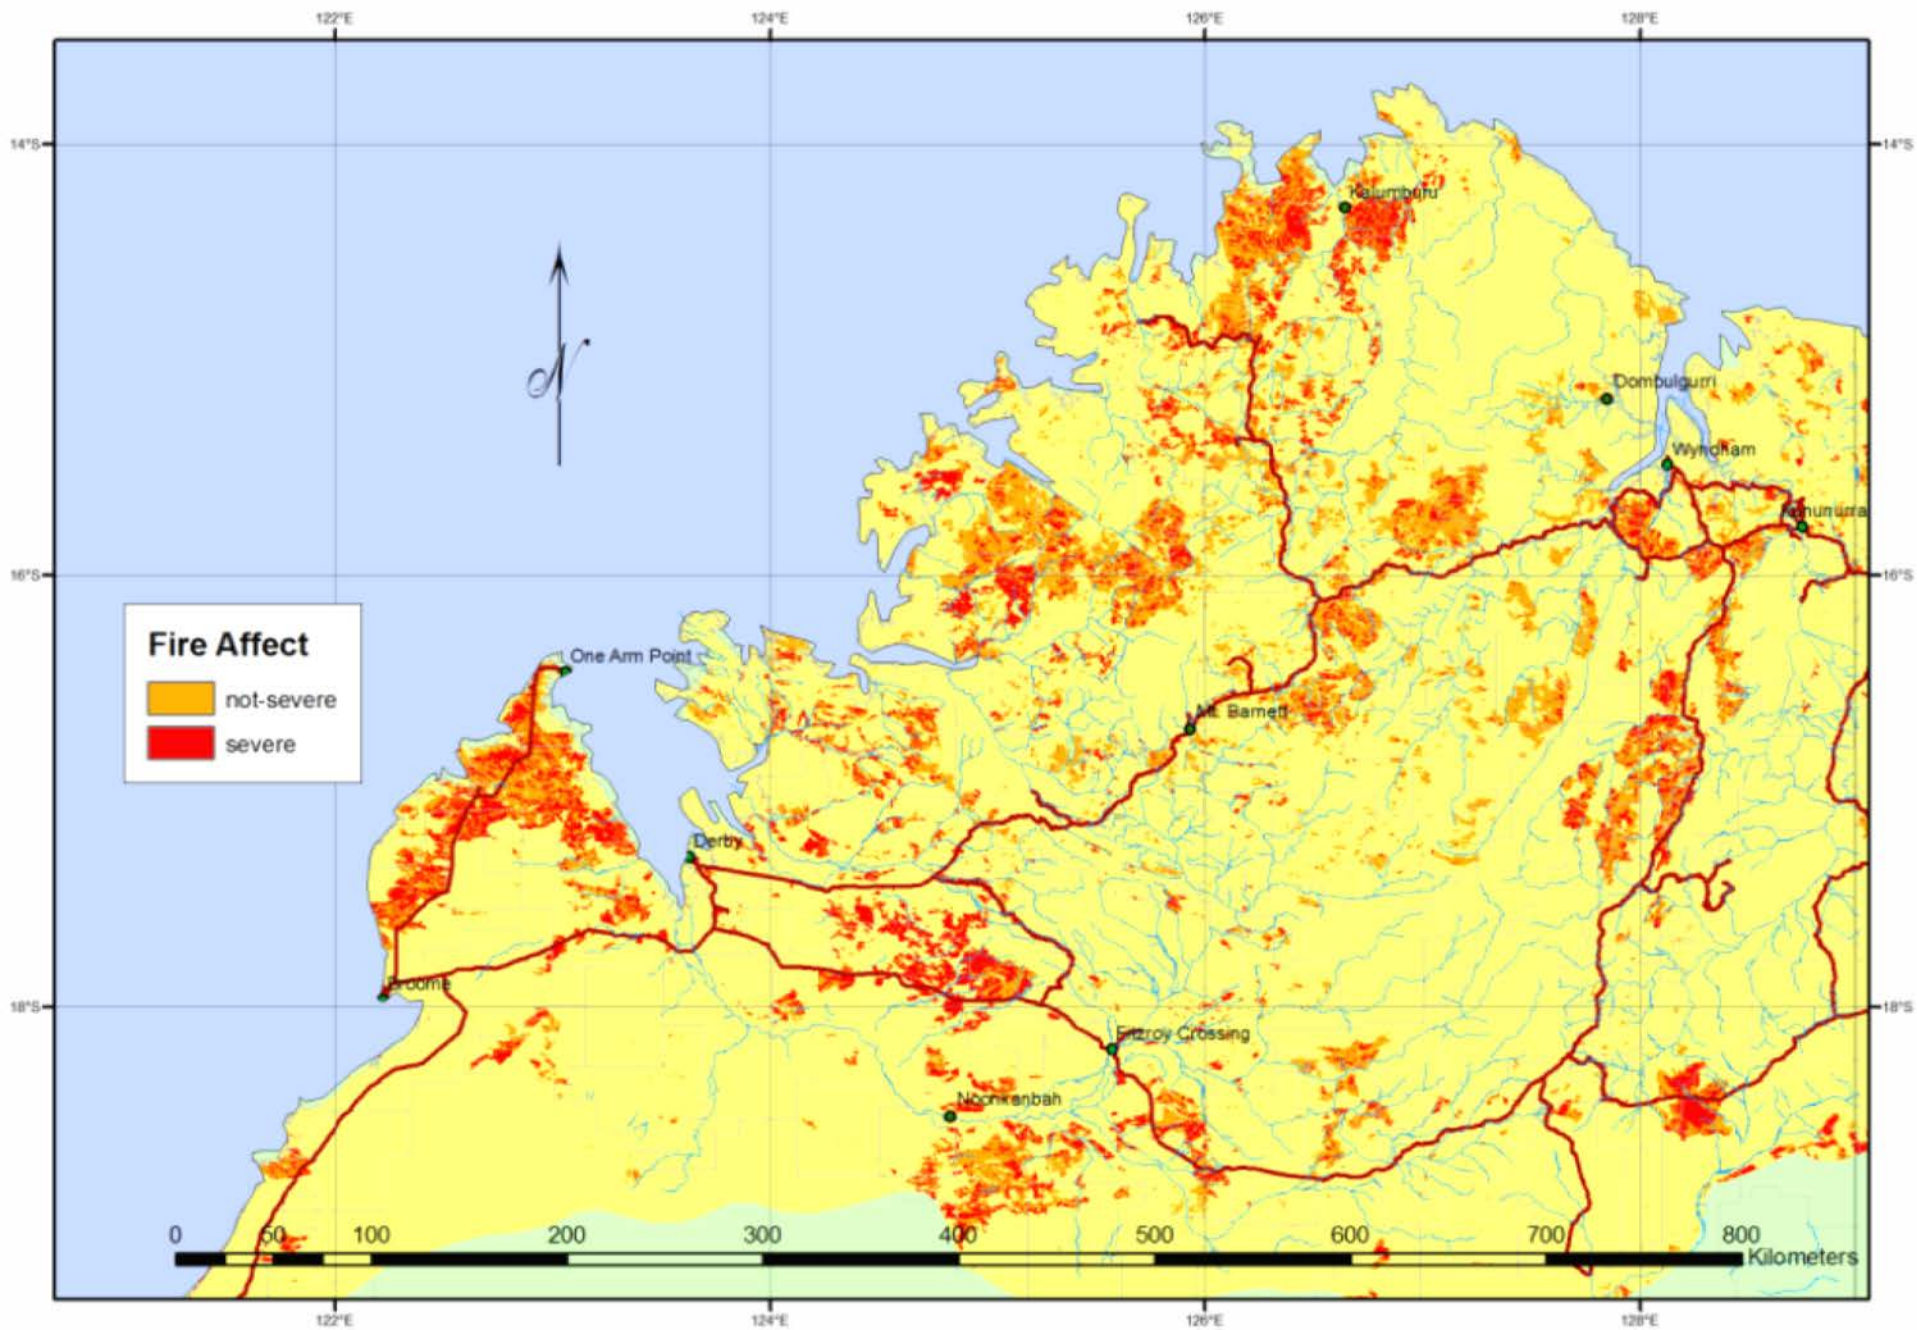 122°E 124°E 126°E 128°E
14°S 14°S
Kalumburu
Dombulgurri
Wyndham
Kununurra
16°S 16°S
Fire Affect
not-severe
severe
One Arm Point
Mt. Barnett
Derby
Broome
18°S 18°S
Fitzroy Crossing
Noonkanbah
0 50 100 200 300 400 500 600 700 800
Kilometers
122°E 124°E 126°E 128°E
N